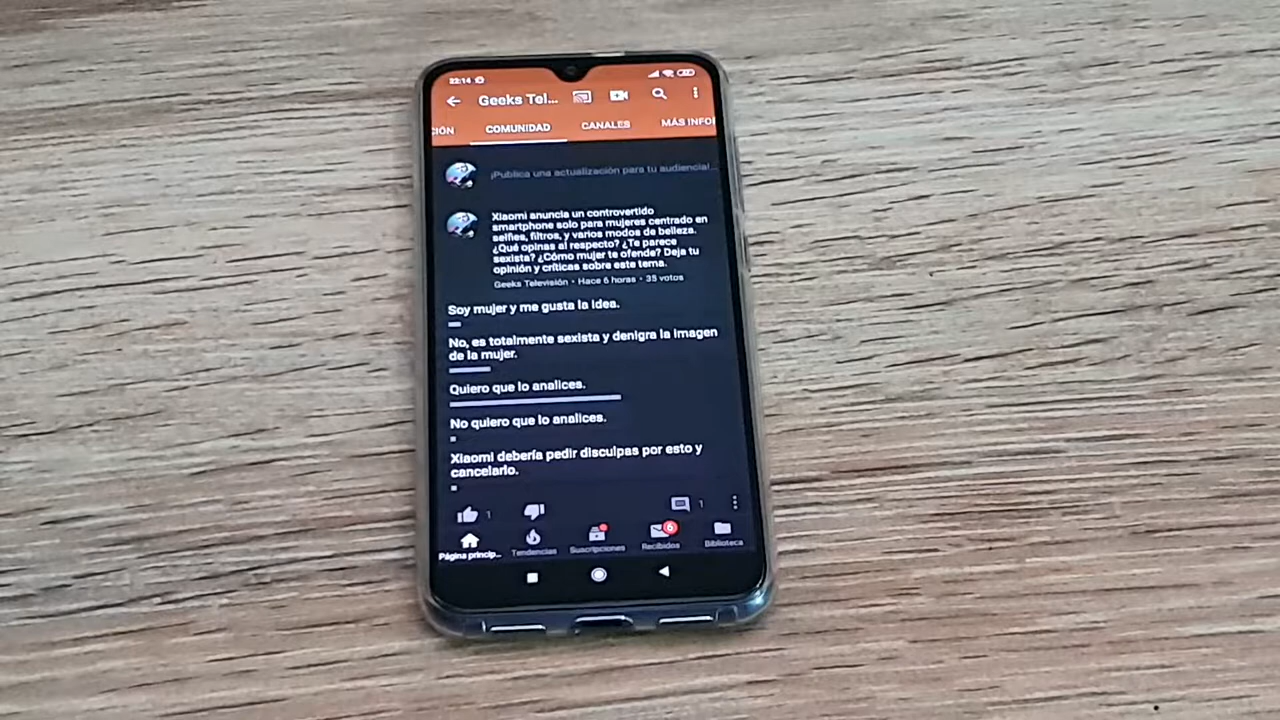 22:14
Geeks Tel...
IÓN COMUNIDAD CANALES MÁS INFO
¡Publica una actualización para tu audiencia!...
Xiaomi anuncia un controvertido
smartphone solo para mujeres centrado en
selfies, filtros, y varios modos de belleza.
¿Qué opinas al respecto? ¿Te parece
sexista? ¿Cómo mujer te ofende? Deja tu
opinión y críticas sobre este tema.
Geeks Televisión • Hace 6 horas • 35 votos
Soy mujer y me gusta la idea.
No, es totalmente sexista y denigra la imagen
de la mujer.
Quiero que lo analices.
No quiero que lo analices.
Xiaomi debería pedir disculpas por esto y
cancelarlo.
1 1
6
Página princip... Tendencias Suscripciones Recibidos Biblioteca